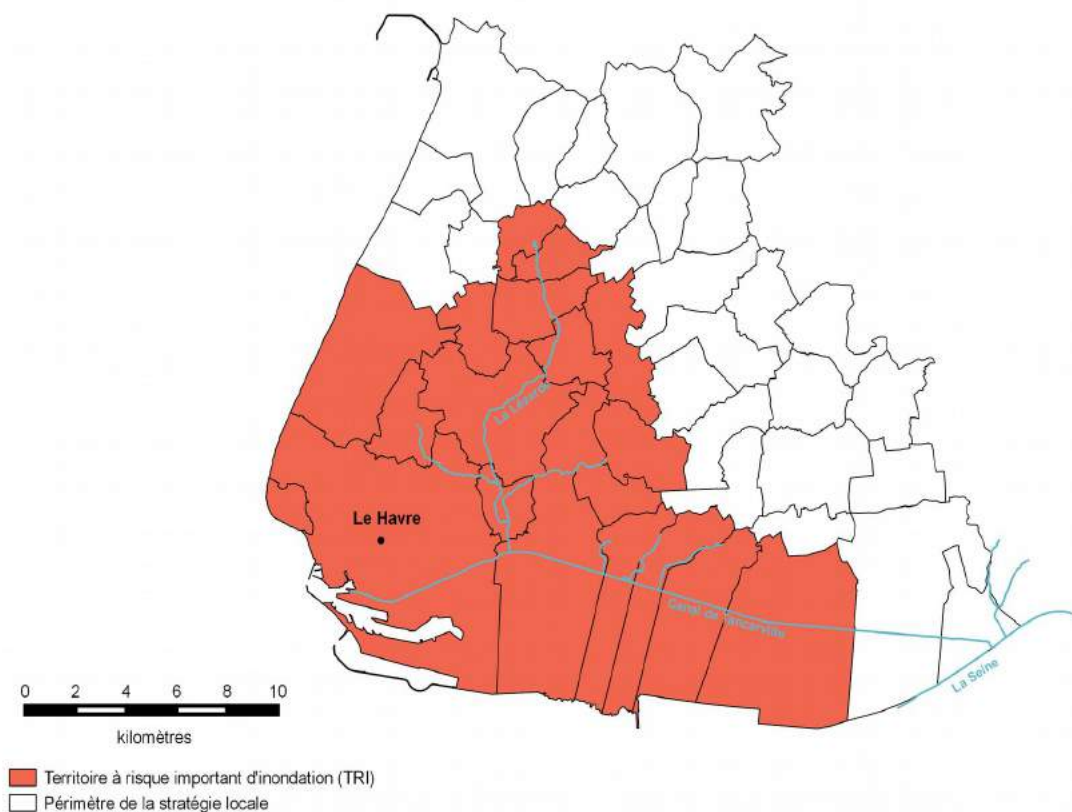 La Lézarde
Le Havre
Canal de Tancarville
La Seine
0 2 4 6 8 10
kilomètres
Territoire à risque important d'inondation (TRI)
Périmètre de la stratégie locale